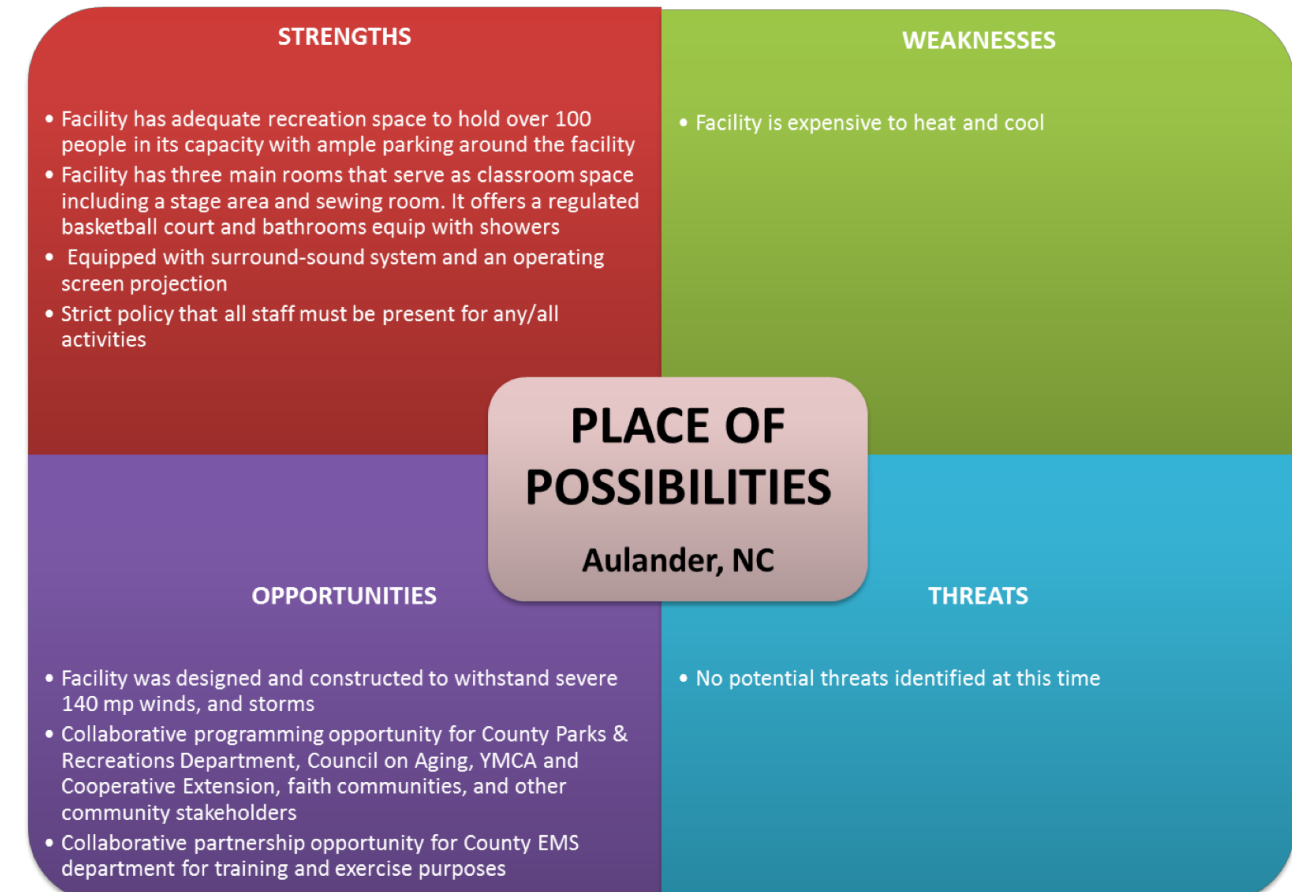 STRENGTHS
• Facility has adequate recreation space to hold over 100
people in its capacity with ample parking around the facility
• Facility has three main rooms that serve as classroom space
including a stage area and sewing room. It offers a regulated
basketball court and bathrooms equip with showers
• Equipped with surround-sound system and an operating
screen projection
• Strict policy that all staff must be present for any/all
activities
WEAKNESSES
• Facility is expensive to heat and cool
PLACE OF
POSSIBILITIES
Aulander, NC
OPPORTUNITIES
• Facility was designed and constructed to withstand severe
140 mp winds, and storms
• Collaborative programming opportunity for County Parks &
Recreations Department, Council on Aging, YMCA and
Cooperative Extension, faith communities, and other
community stakeholders
• Collaborative partnership opportunity for County EMS
department for training and exercise purposes
THREATS
• No potential threats identified at this time